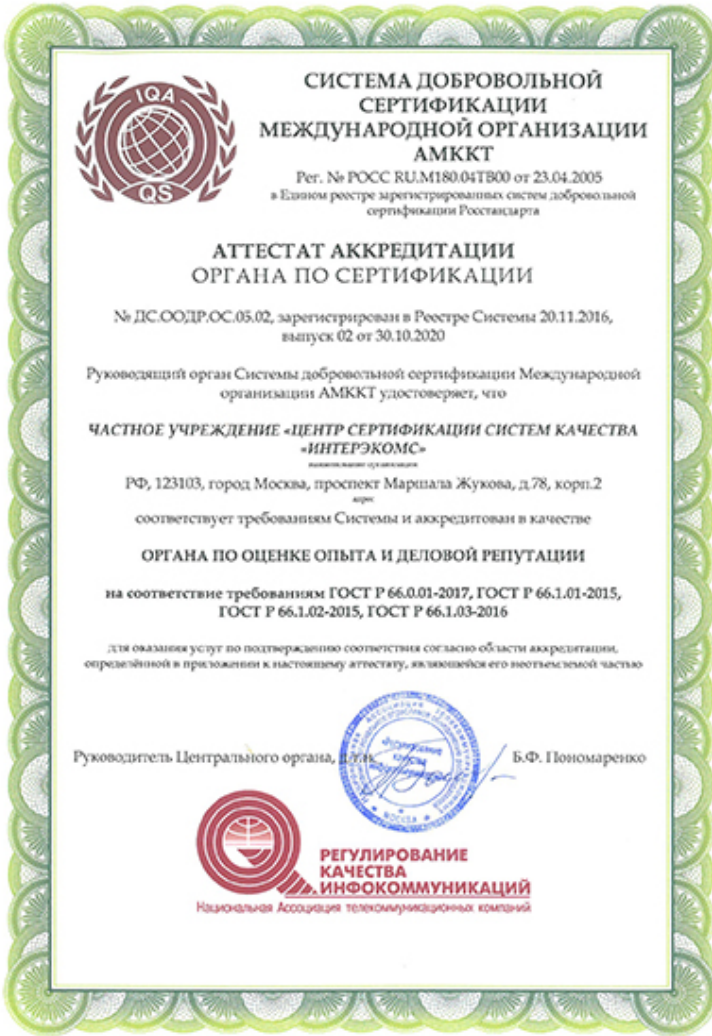 IQA
QS
СИСТЕМА ДОБРОВОЛЬНОЙ
СЕРТИФИКАЦИИ
МЕЖДУНАРОДНОЙ ОРГАНИЗАЦИИ
АМККТ
Рег. № РОСС RU.М180.04ТВ00 от 23.04.2005
в Едином реестре зарегистрированных систем добровольной
сертификации Росстандарта
АТТЕСТАТ АККРЕДИТАЦИИ
ОРГАНА ПО СЕРТИФИКАЦИИ
№ ДС.ООДР.ОС.05.02, зарегистрирован в Реестре Системы 20.11.2016,
выпуск 02 от 30.10.2020
Руководящий орган Системы добровольной сертификации Международной
организации АМККТ удостоверяет, что
ЧАСТНОЕ УЧРЕЖДЕНИЕ «ЦЕНТР СЕРТИФИКАЦИИ СИСТЕМ КАЧЕСТВА
«ИНТЕРЭКОМС»
наименование организации
РФ, 123103, город Москва, проспект Маршала Жукова, д.78, корп.2
адрес
соответствует требованиям Системы и аккредитован в качестве
ОРГАНА ПО ОЦЕНКЕ ОПЫТА И ДЕЛОВОЙ РЕПУТАЦИИ
на соответствие требованиям ГОСТ Р 66.0.01-2017, ГОСТ Р 66.1.01-2015,
ГОСТ Р 66.1.02-2015, ГОСТ Р 66.1.03-2016
для оказания услуг по подтверждению соответствия согласно области аккредитации,
определённой в приложении к настоящему аттестату, являющейся его неотъемлемой частью
Руководитель Центрального органа,
Б.Ф. Пономаренко
Регулирование
качества
МОСКВА
РЕГУЛИРОВАНИЕ
КАЧЕСТВА
ИНФОКОММУНИКАЦИЙ
Национальная Ассоциация телекоммуникационных компаний